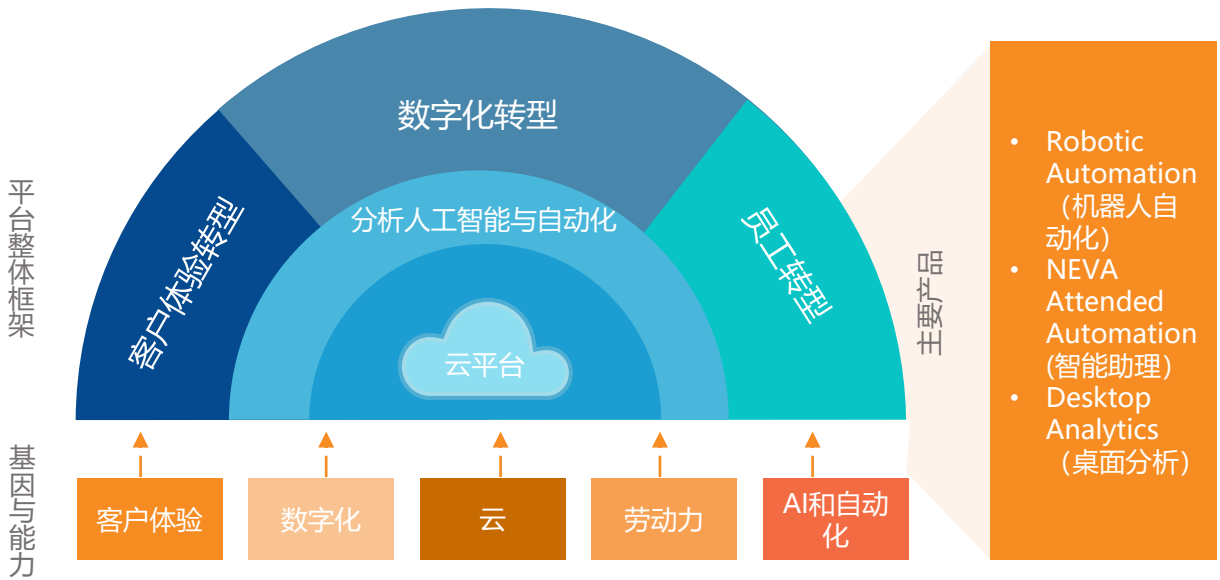 平台整体框架
数字化转型
客户体验转型
分析人工智能与自动化
员工转型
云平台
主要产品
• Robotic
Automation
（机器人自
动化）
• NEVA
Attended
Automation
(智能助理）
• Desktop
Analytics
（桌面分析）
基因与能力
客户体验
数字化
云
劳动力
AI和自动
化